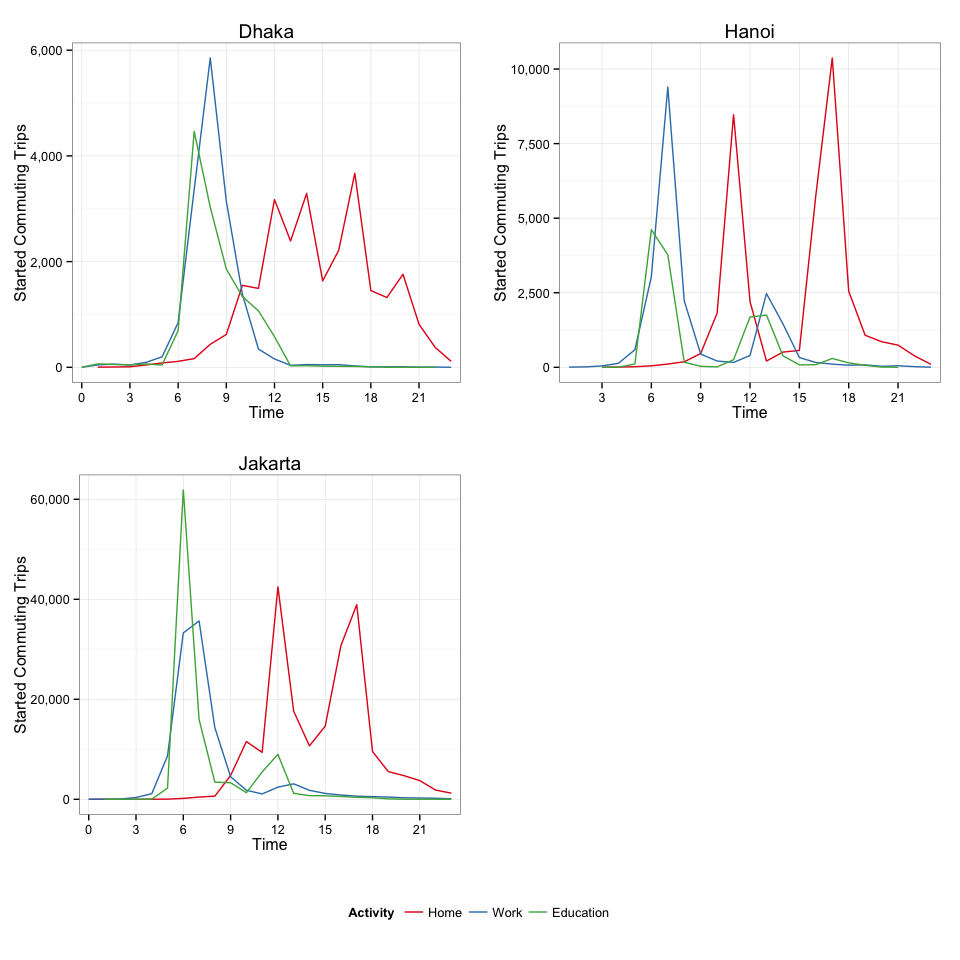 Dhaka
Started Commuting Trips
6,000
4,000
2,000
0
0 3 6 9 12 15 18 21
Time
Hanoi
Started Commuting Trips
10,000
7,500
5,000
2,500
0
3 6 9 12 15 18 21
Time
Jakarta
Started Commuting Trips
60,000
40,000
20,000
0
0 3 6 9 12 15 18 21
Time
Activity Home Work Education